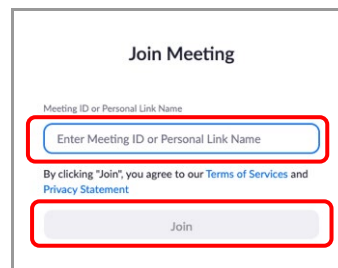 Join Meeting
Meeting ID or Personal Link Name
Enter Meeting ID or Personal Link Name
By clicking "Join", you agree to our Terms of Services and
Privacy Statement
Join